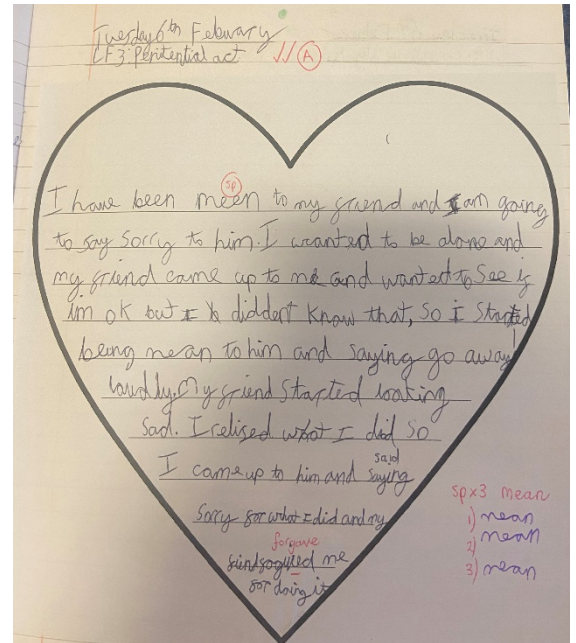 Tuesday 6th Febuary
LF3: Penitential act // A
sp
I have been meen to my friend and I am going
to say sorry to him. I wanted to be alone and
my friend came up to me and wanted to see if
im ok but I diddent know that, so I started
being mean to him and saying go away!
loudly. My friend started looking
sad. I relised what I did so
said
I came up to him and saying
sorry for what I did and my
forgave
friend me
for doing it
sp x3 mean
1) mean
2) mean
3) mean